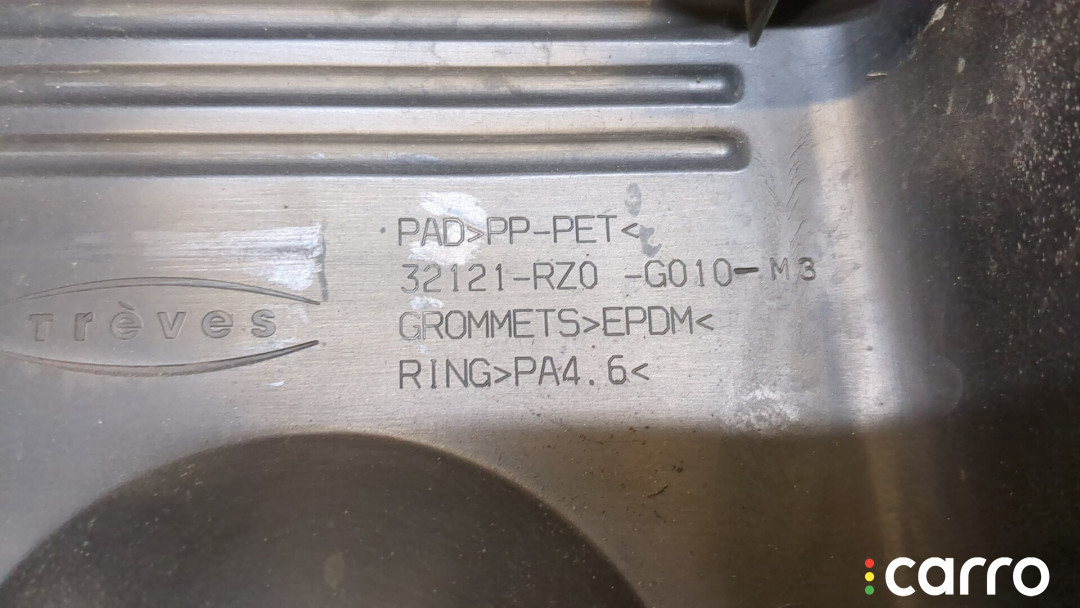 PAD>PP-PET<
32121-RZ0 -G010-M3
GROMMETS>EPDM<
RING>PA4.6<
Trèves
carro